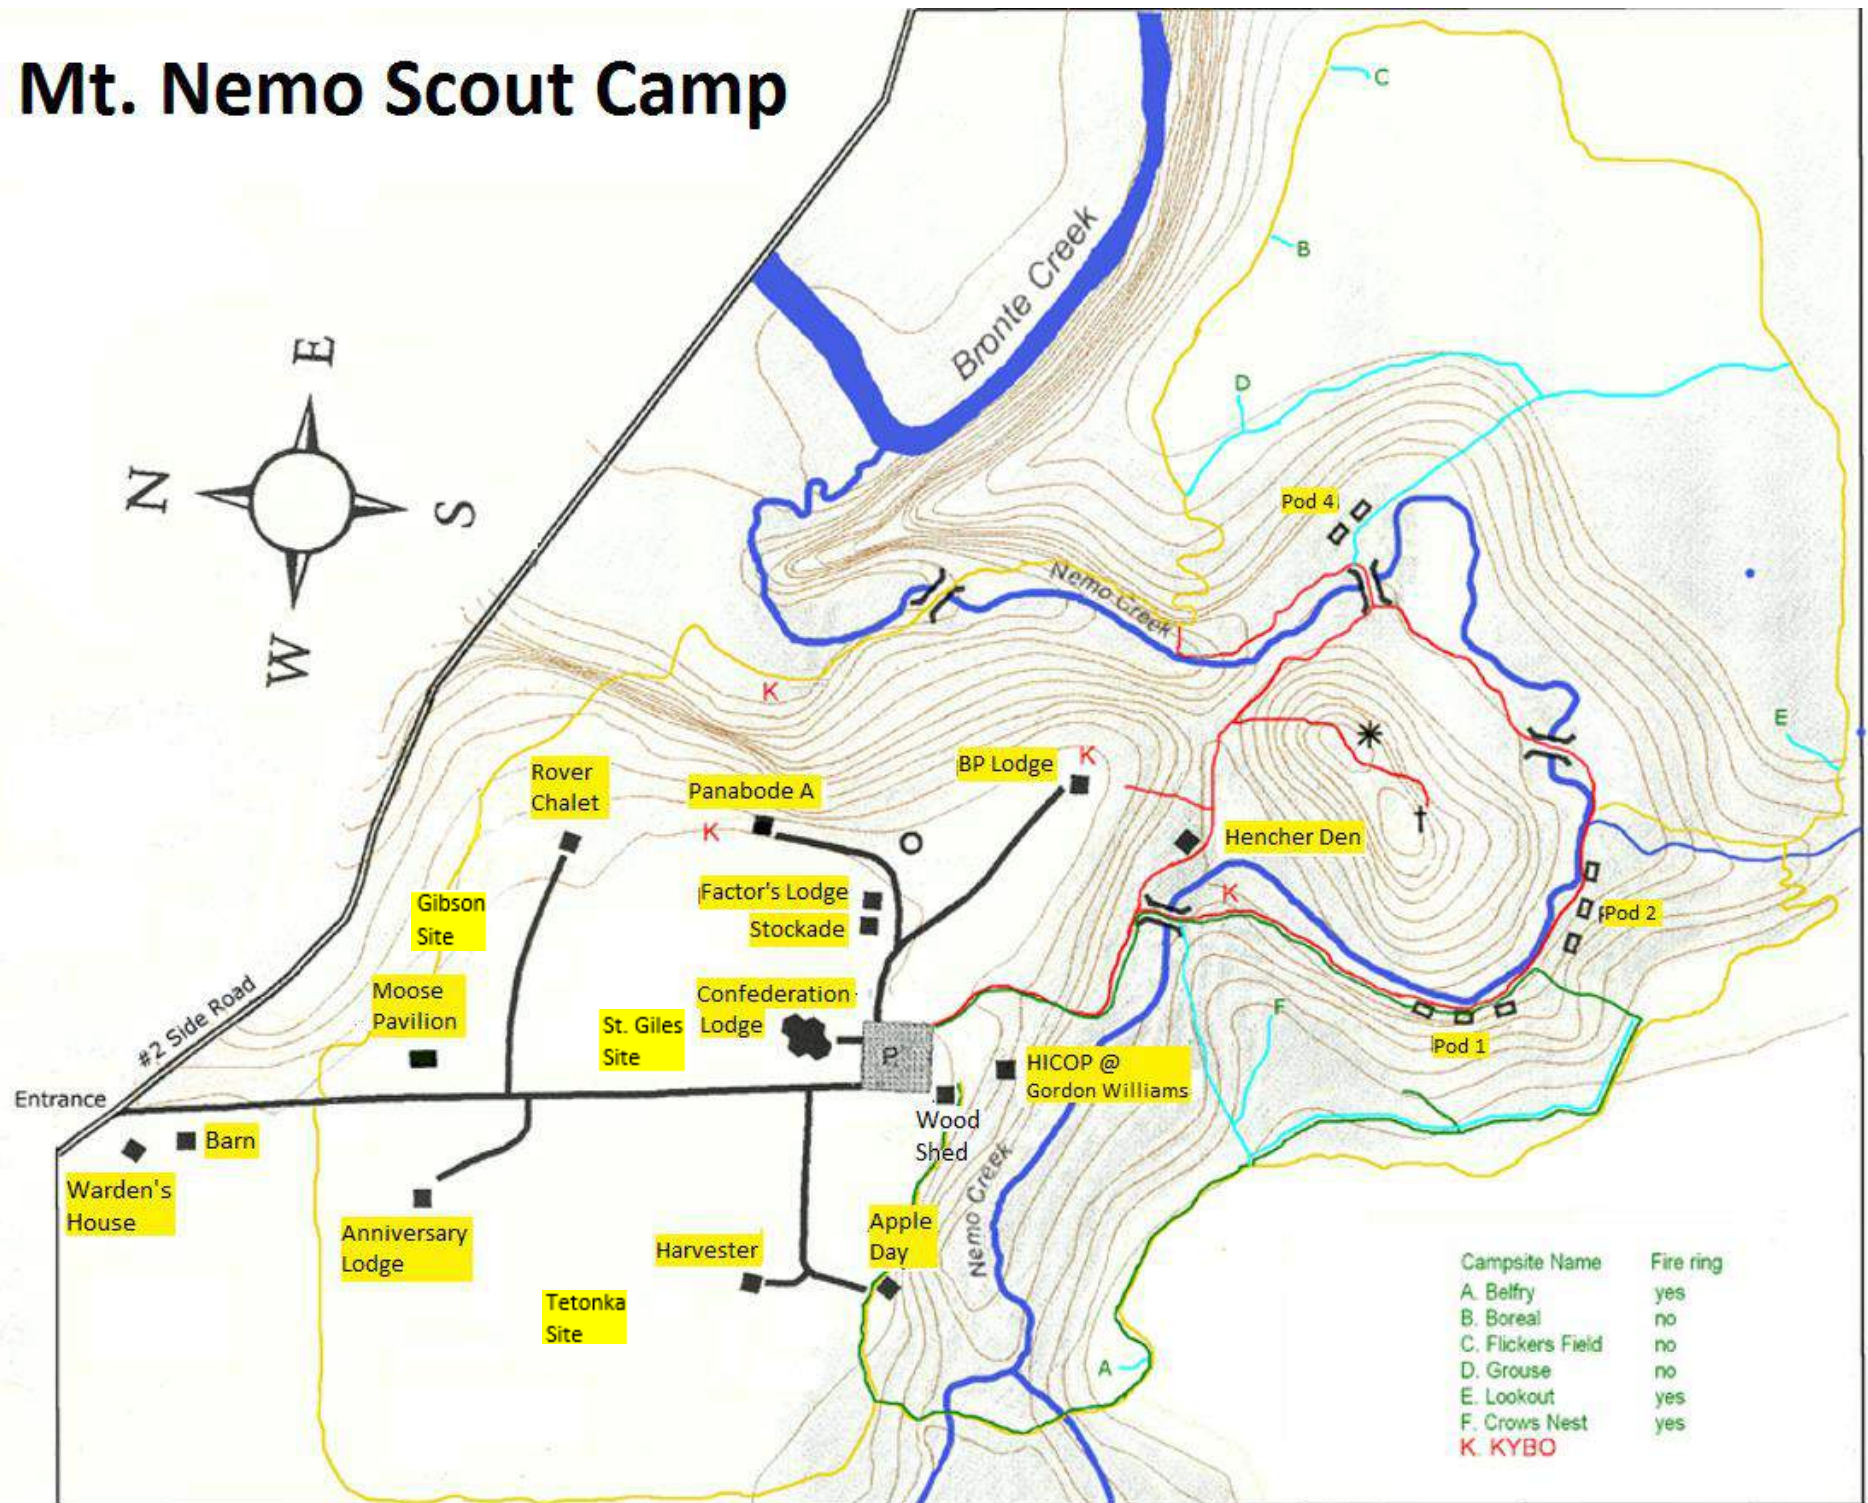 Mt. Nemo Scout Camp
C
B
Bronte Creek
E
N
S
W
D
Pod 4
Nemo Creek
K
E
Rover
Chalet
Panabode A
BP Lodge
K
K
Hencher Den
Factor's Lodge
Stockade
K
Pod 2
Gibson
Site
Moose
Pavilion
#2 Side Road
Confederation
Lodge
St. Giles
Site
P
F
Pod 1
HICOP @
Gordon Williams
Entrance
Wood
Shed
Barn
Warden's
House
Nemo Creek
Anniversary
Lodge
Harvester
Apple
Day
Tetonka
Site
A
Campsite Name Fire ring
A. Belfry yes
B. Boreal no
C. Flickers Field no
D. Grouse no
E. Lookout yes
F. Crows Nest yes
K. KYBO